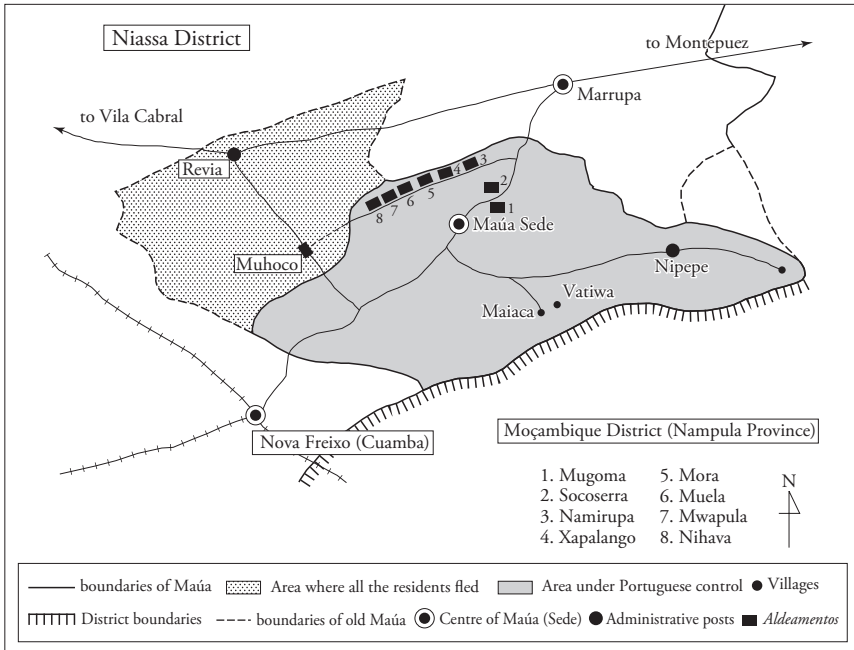 Niassa District
to Montepuez
Marrupa
to Vila Cabral
Revia
3
4
5
6
7
8
2
1
Maúa Sede
Muhoco
Nipepe
Vatiwa
Maiaca
Nova Freixo (Cuamba)
Moçambique District (Nampula Province)
1. Mugoma 5. Mora
2. Socoserra 6. Muela
3. Namirupa 7. Mwapula
4. Xapalango 8. Nihava
N
boundaries of Maúa Area where all the residents fled Area under Portuguese control Villages
District boundaries boundaries of old Maúa Centre of Maúa (Sede) Administrative posts Aldeamentos